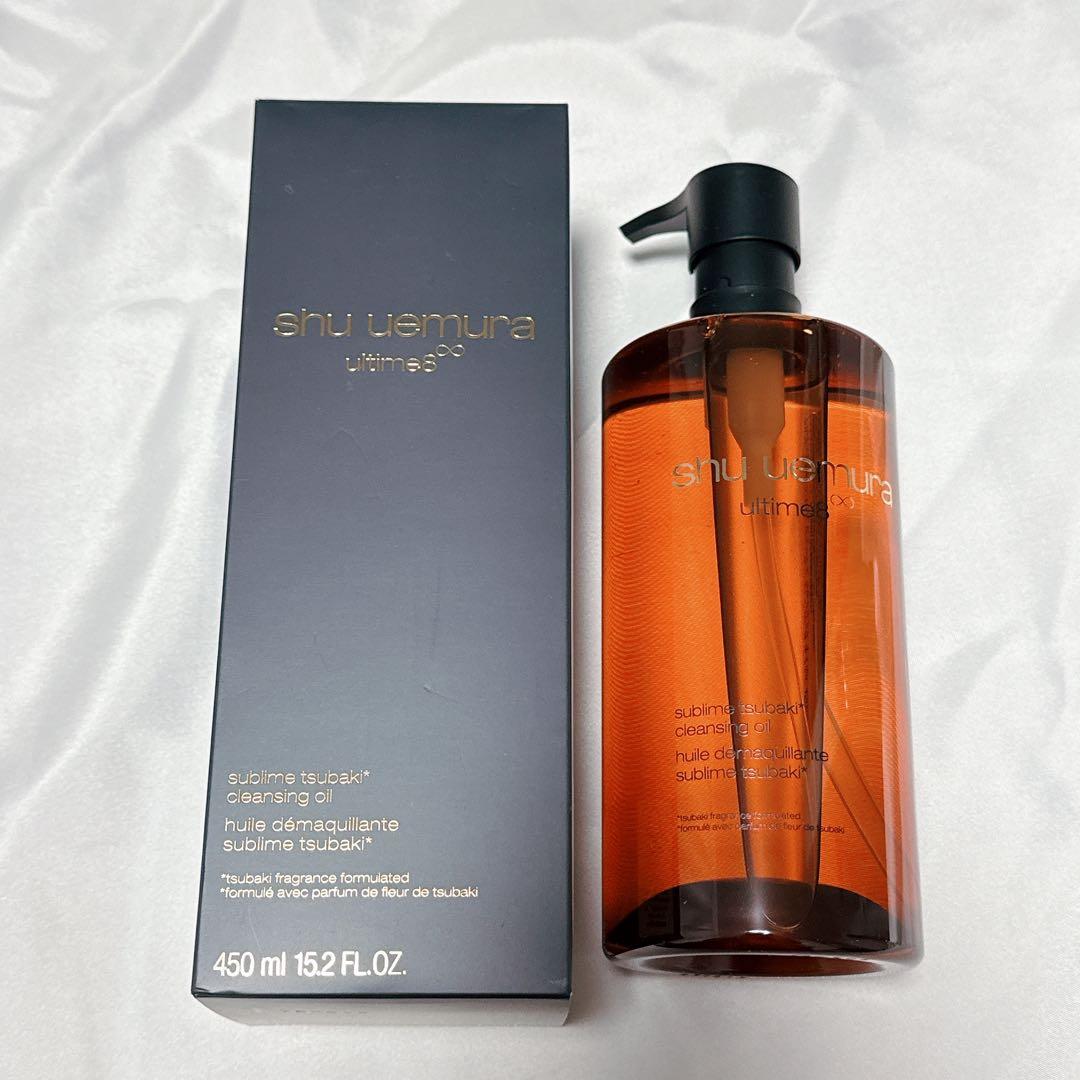 shu uemura
ultime8∞
sublime tsubaki*
cleansing oil
huile démaquillante
sublime tsubaki*
*tsubaki fragrance formulated
*formulé avec parfum de fleur de tsubaki
450 ml 15.2 FL.OZ.
shu uemura
ultime8∞
sublime tsubaki*
cleansing oil
huile démaquillante
sublime tsubaki*
*tsubaki fragrance formulated
*formulé avec parfum de fleur de tsubaki